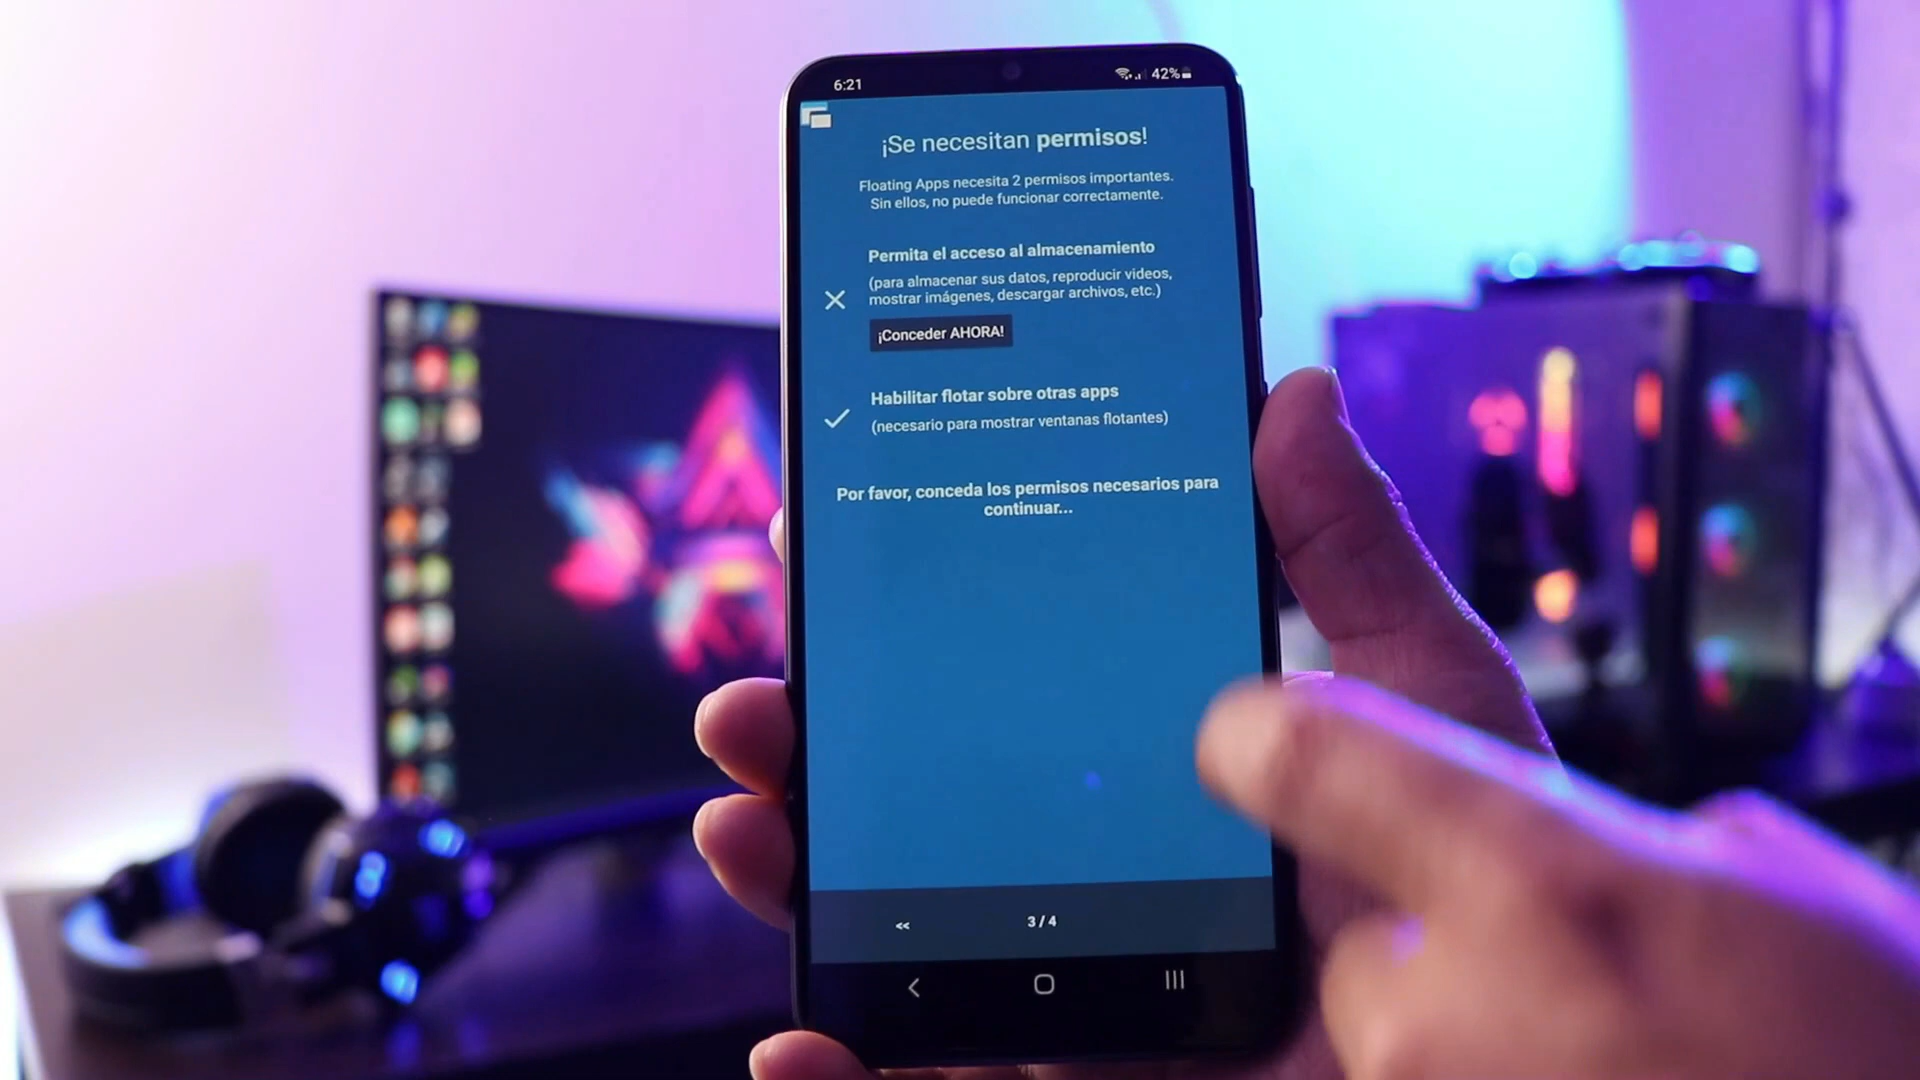 6:21
42%
¡Se necesitan permisos!
Floating Apps necesita 2 permisos importantes.
Sin ellos, no puede funcionar correctamente.
Permita el acceso al almacenamiento
(para almacenar sus datos, reproducir videos,
mostrar imágenes, descargar archivos, etc.)
¡Conceder AHORA!
Habilitar flotar sobre otras apps
(necesario para mostrar ventanas flotantes)
Por favor, conceda los permisos necesarios para
continuar...
<< 3 / 4